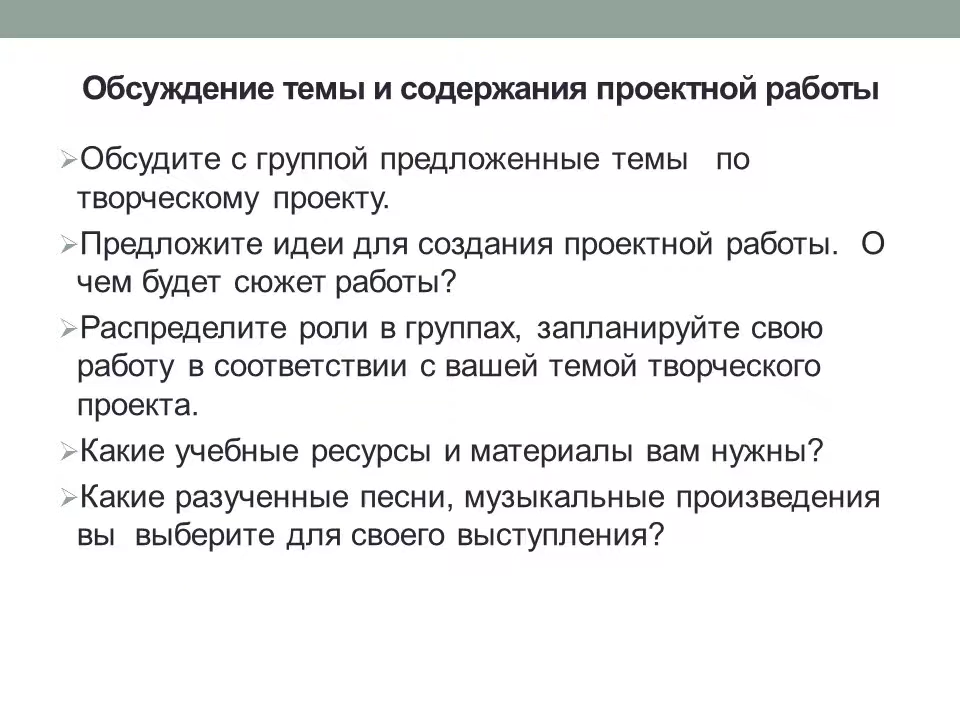 Обсуждение темы и содержания проектной работы
Обсудите с группой предложенные темы по
творческому проекту.
Предложите идеи для создания проектной работы. О
чем будет сюжет работы?
Распределите роли в группах, запланируйте свою
работу в соответствии с вашей темой творческого
проекта.
Какие учебные ресурсы и материалы вам нужны?
Какие разученные песни, музыкальные произведения
вы выберите для своего выступления?